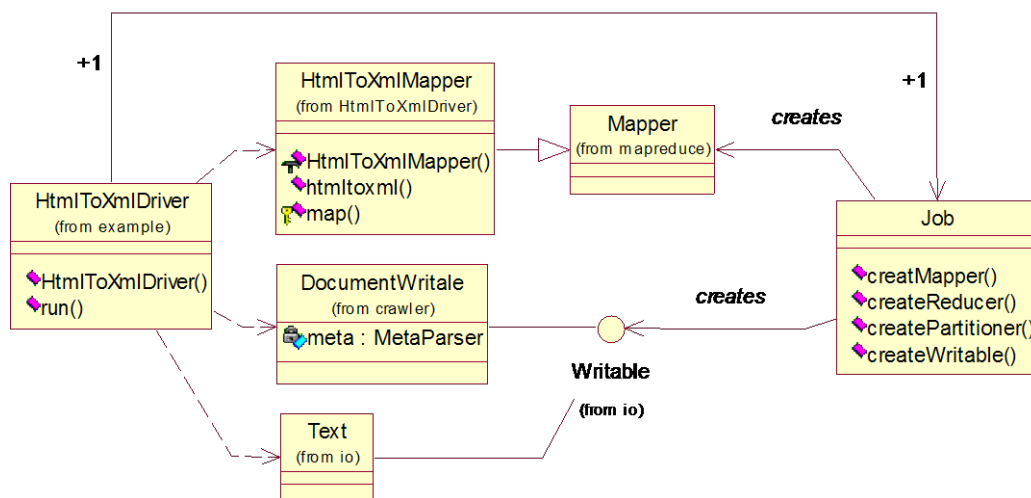 +1
+1
HtmlToXmlMapper
(from HtmlToXmlDriver)
HtmlToXmlMapper()
htmltoxml()
map()
Mapper
(from mapreduce)
creates
HtmlToXmlDriver
(from example)
HtmlToXmlDriver()
run()
Job
creatMapper()
createReducer()
createPartitioner()
createWritable()
DocumentWritale
(from crawler)
meta : MetaParser
creates
Writable
(from io)
Text
(from io)